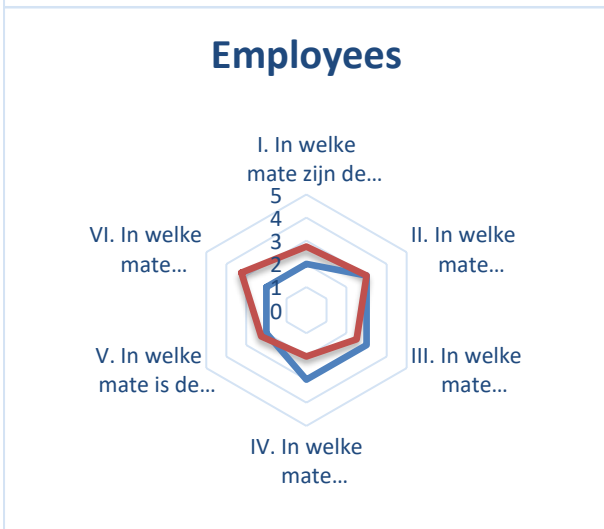 Employees
I. In welke
mate zijn de...
5
4
3
2
1
0
VI. In welke
mate...
II. In welke
mate...
V. In welke
mate is de...
III. In welke
mate...
IV. In welke
mate...